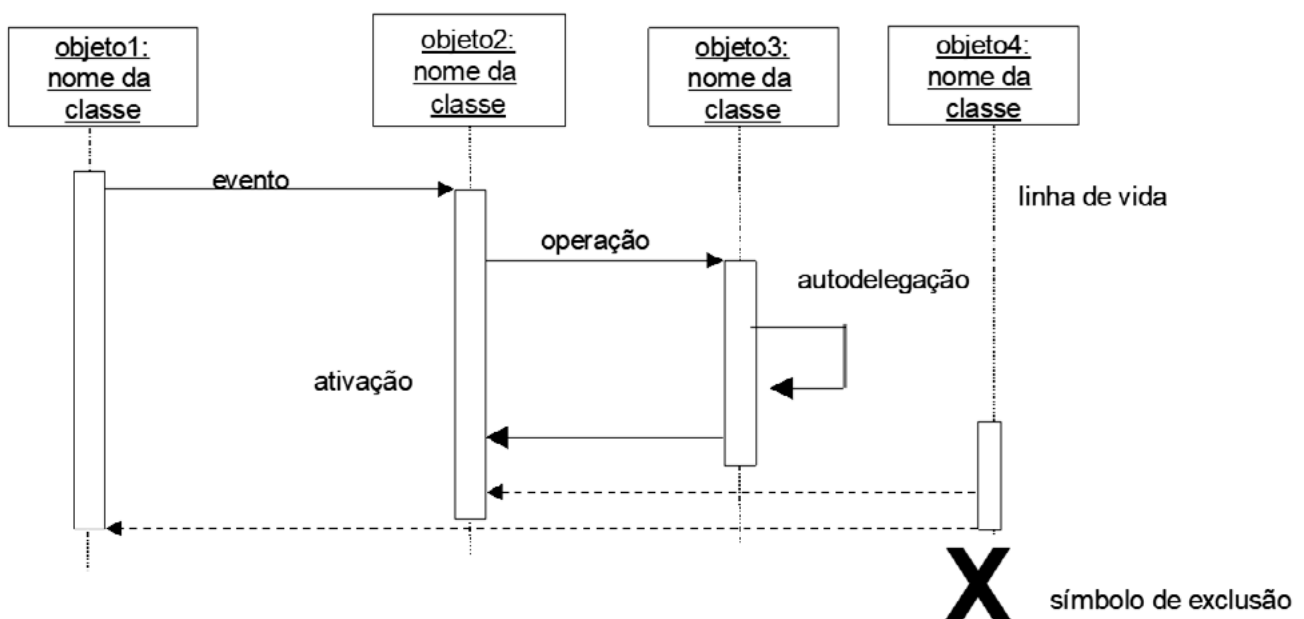 objeto1:
nome da
classe
objeto2:
nome da
classe
objeto3:
nome da
classe
objeto4:
nome da
classe
evento
linha de vida
operação
autodelegação
ativação
X
símbolo de exclusão